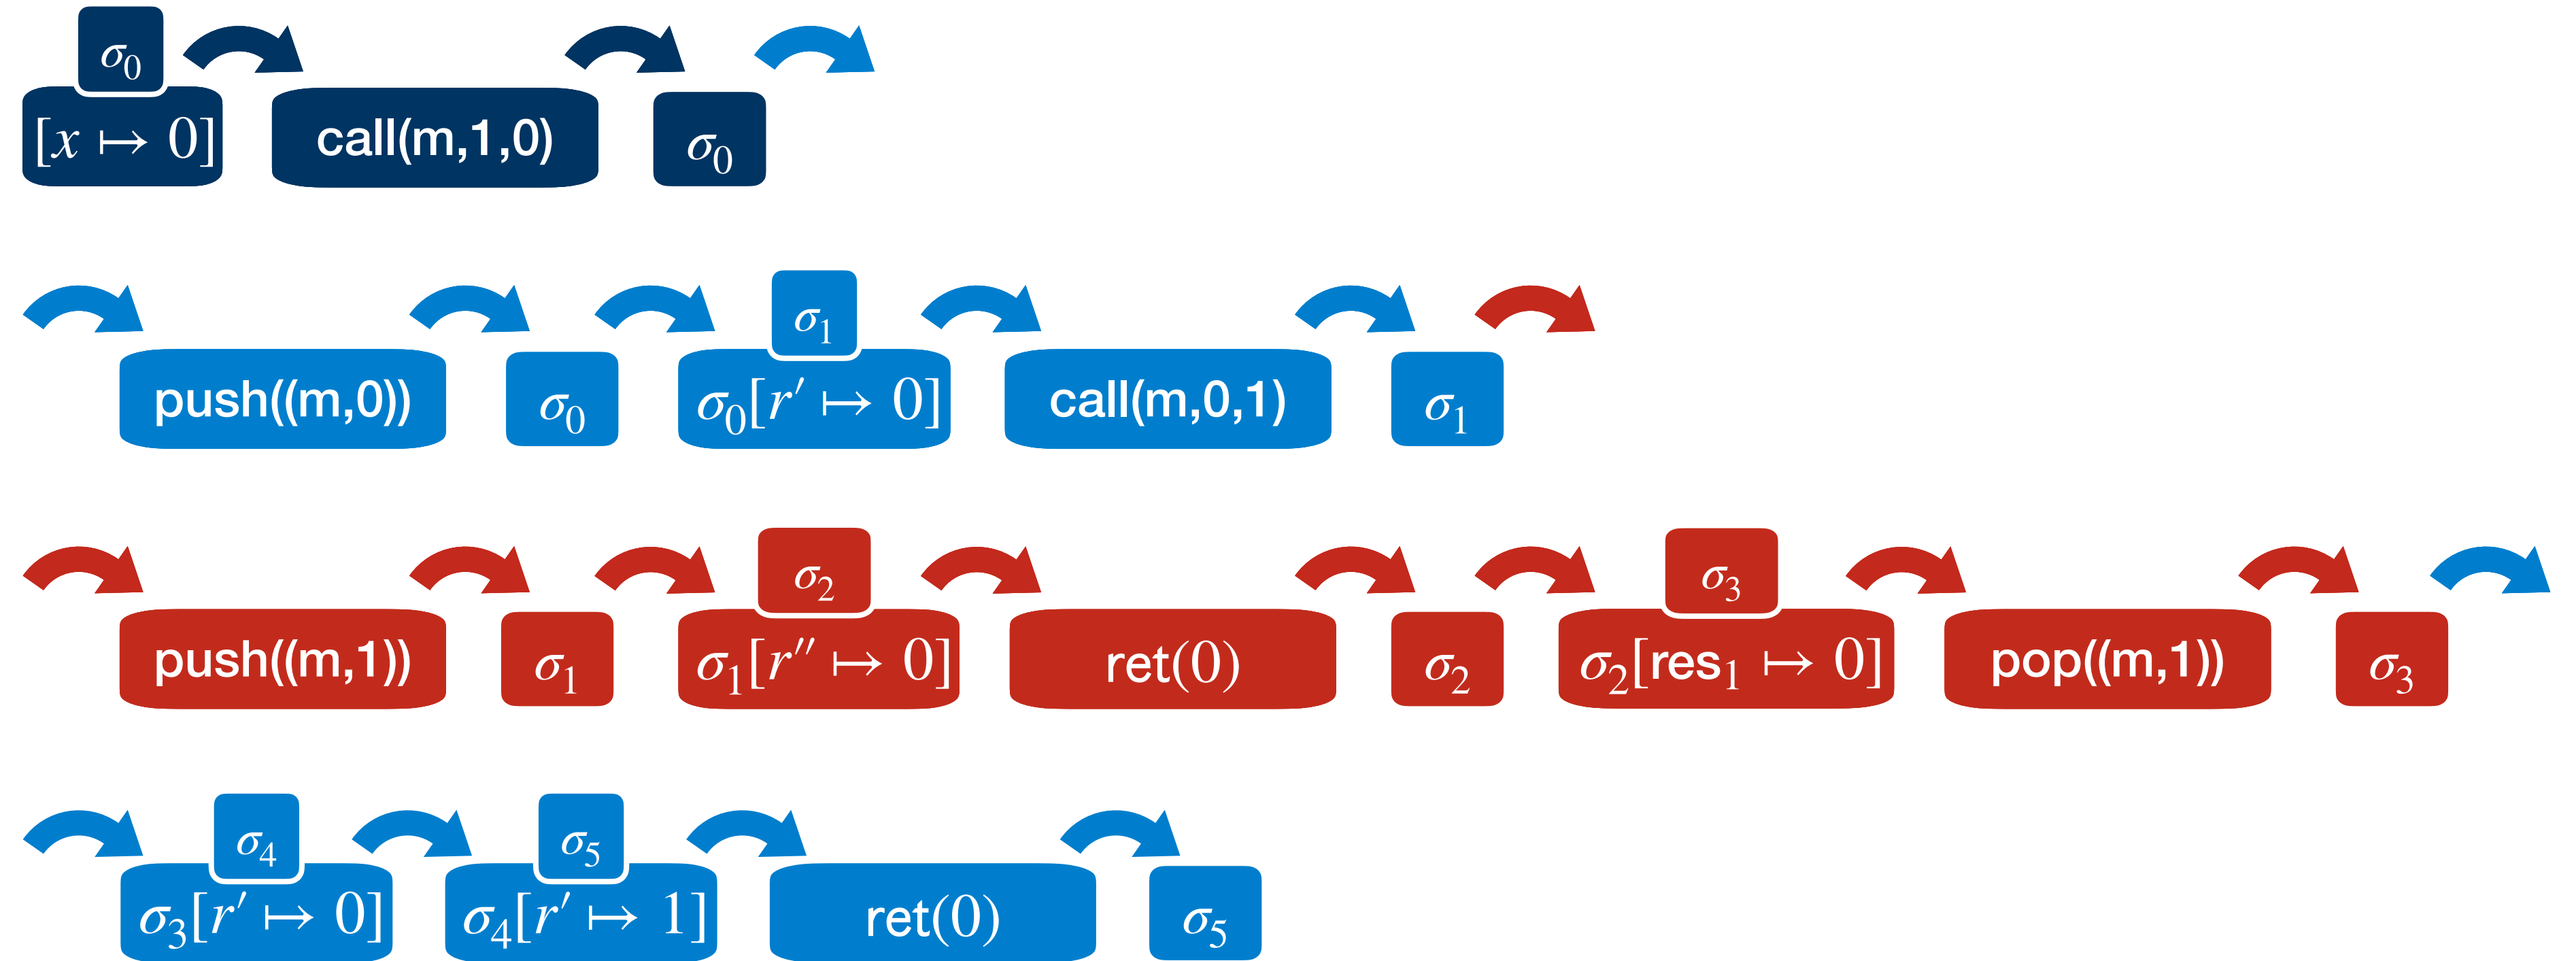 σ₀
[x ↦ 0] call(m,1,0) σ₀
σ₁
push((m,0)) σ₀ σ₀[r′ ↦ 0] call(m,0,1) σ₁
σ₂ σ₃
push((m,1)) σ₁ σ₁[r″ ↦ 0] ret(0) σ₂ σ₂[res₁ ↦ 0] pop((m,1)) σ₃
σ₄ σ₅
σ₃[r′ ↦ 0] σ₄[r′ ↦ 1] ret(0) σ₅